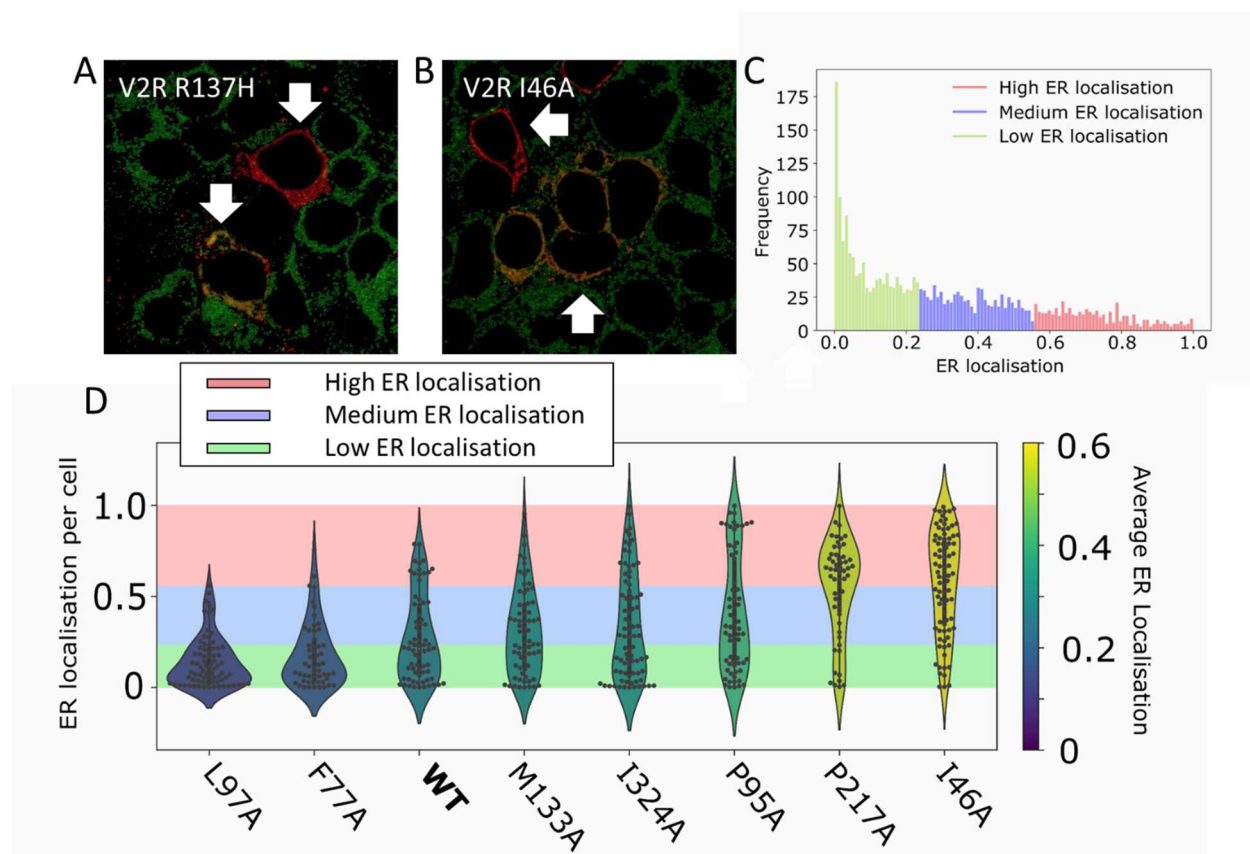 A
V2R R137H
B
V2R I46A
C
High ER localisation
Medium ER localisation
Low ER localisation
Frequency
175
150
125
100
75
50
25
0
0.0 0.2 0.4 0.6 0.8 1.0
ER localisation
D
High ER localisation
Medium ER localisation
Low ER localisation
ER localisation per cell
1.0
0.5
0
L97A F77A WT M133A I324A P95A P217A I46A
0.6
0.4
0.2
0
Average ER Localisation